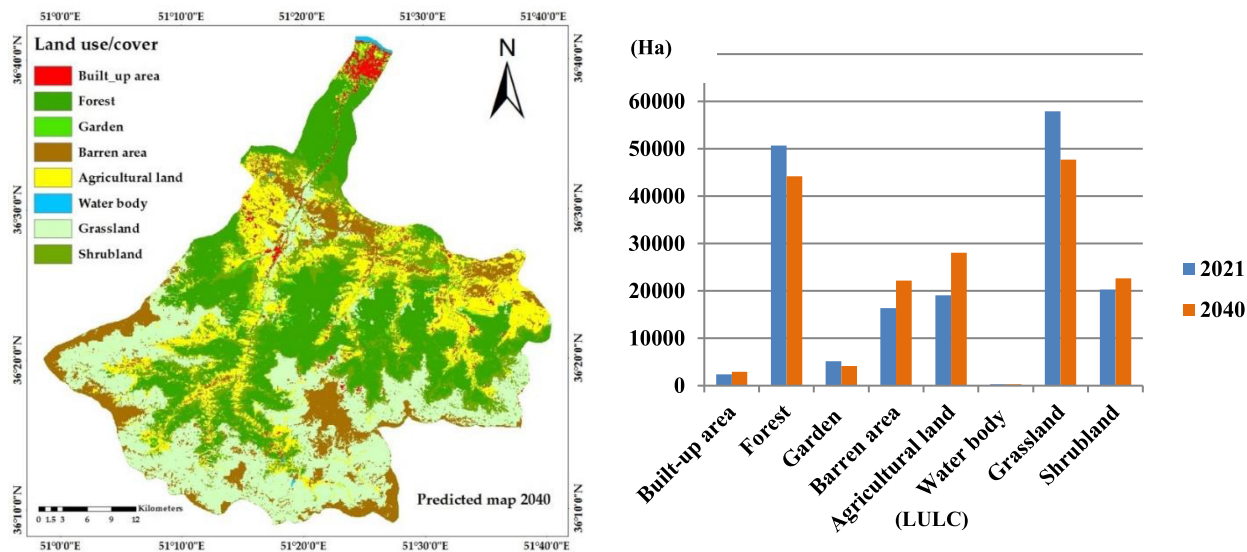 51°0'0"E 51°10'0"E 51°20'0"E 51°30'0"E 51°40'0"E
Land use/cover
Built_up area
Forest
Garden
Barren area
Agricultural land
Water body
Grassland
Shrubland
N
36°40'0"N
36°30'0"N
36°20'0"N
36°10'0"N
36°40'0"N
36°30'0"N
36°20'0"N
36°10'0"N
Predicted map 2040
Kilometers
0 1.5 3 6 9 12
51°0'0"E 51°10'0"E 51°20'0"E 51°30'0"E 51°40'0"E
(Ha)
60000
50000
40000
30000
20000
10000
0
Built-up area
Forest
Garden
Barren area
Agricultural land
Water body
Grassland
Shrubland
(LULC)
2021
2040